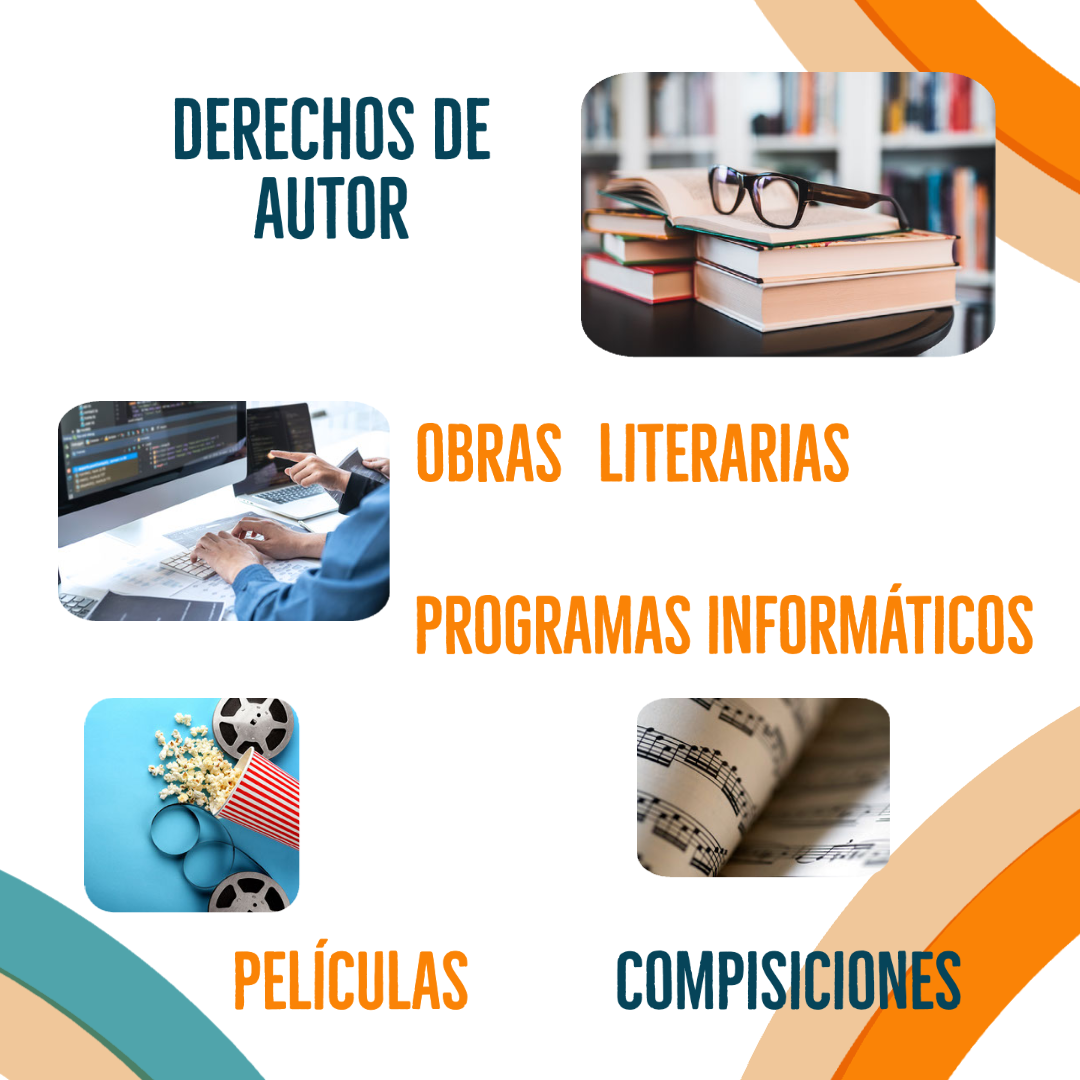 DERECHOS DE
AUTOR
OBRAS LITERARIAS
PROGRAMAS INFORMÁTICOS
PELÍCULAS
COMPISICIONES